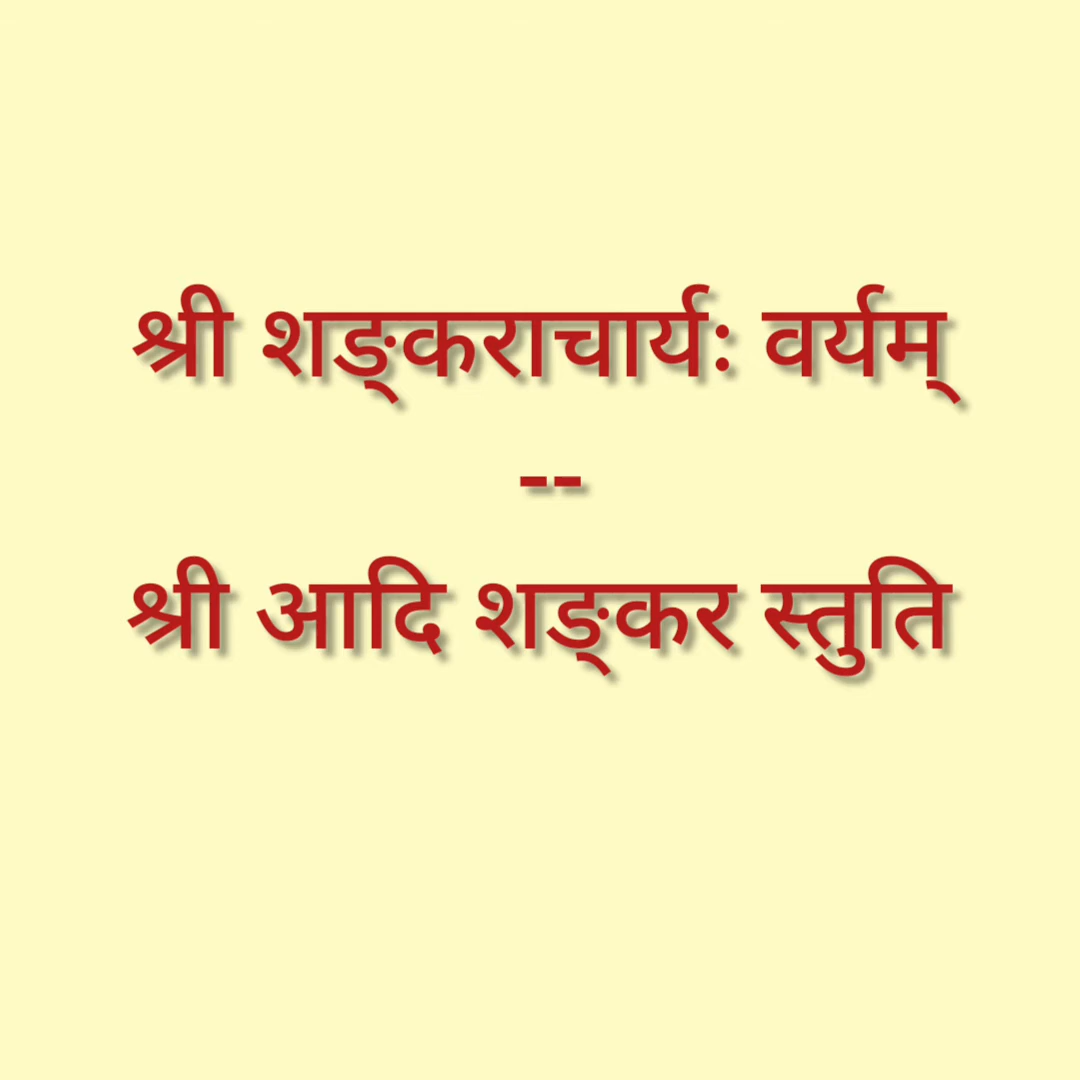 श्री शङ्कराचार्यः वर्यम्
--
श्री आदि शङ्कर स्तुति